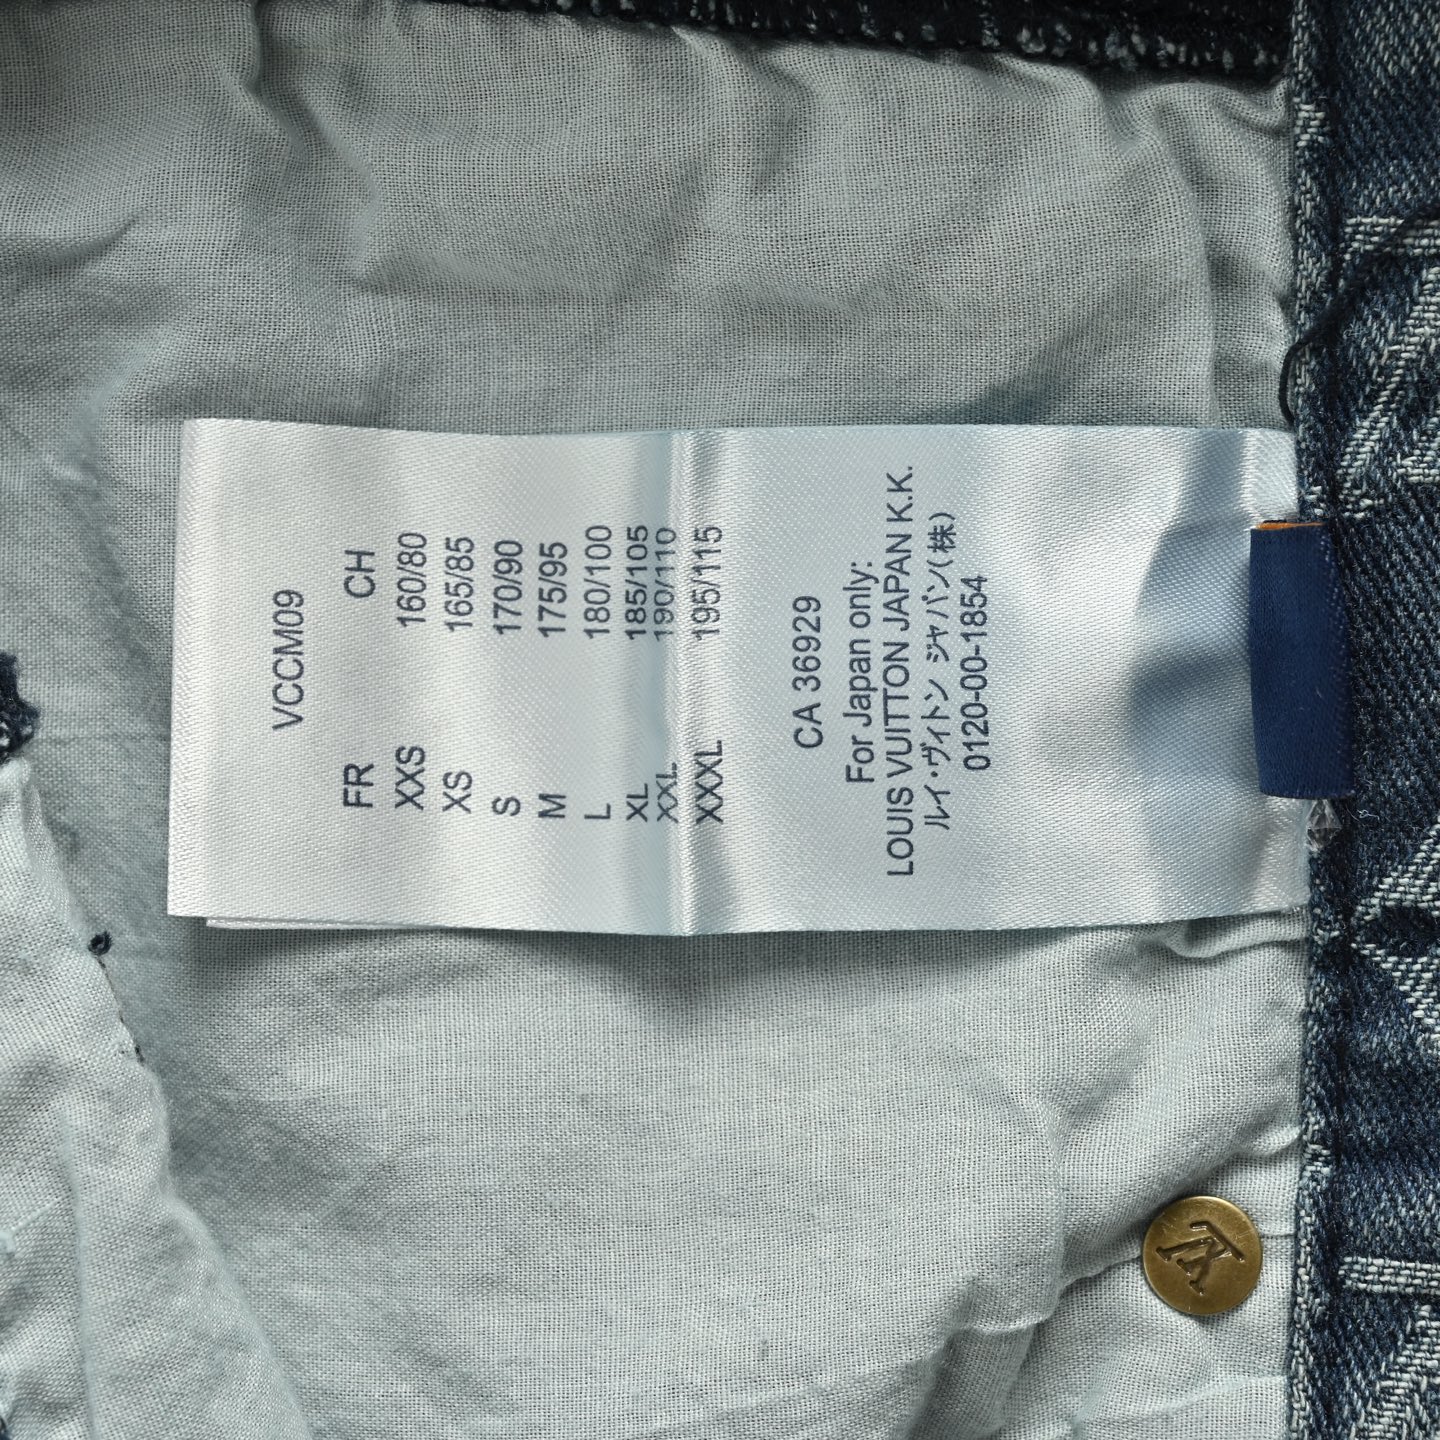 VCCM09
FR CH
XXS 160/80
XS 165/85
S 170/90
M 175/95
L 180/100
XL 185/105
XXL 190/110
XXXL 195/115
CA 36929
For Japan only:
LOUIS VUITTON JAPAN K.K.
ルイ・ヴィトン ジャパン(株)
0120-00-1854
LV